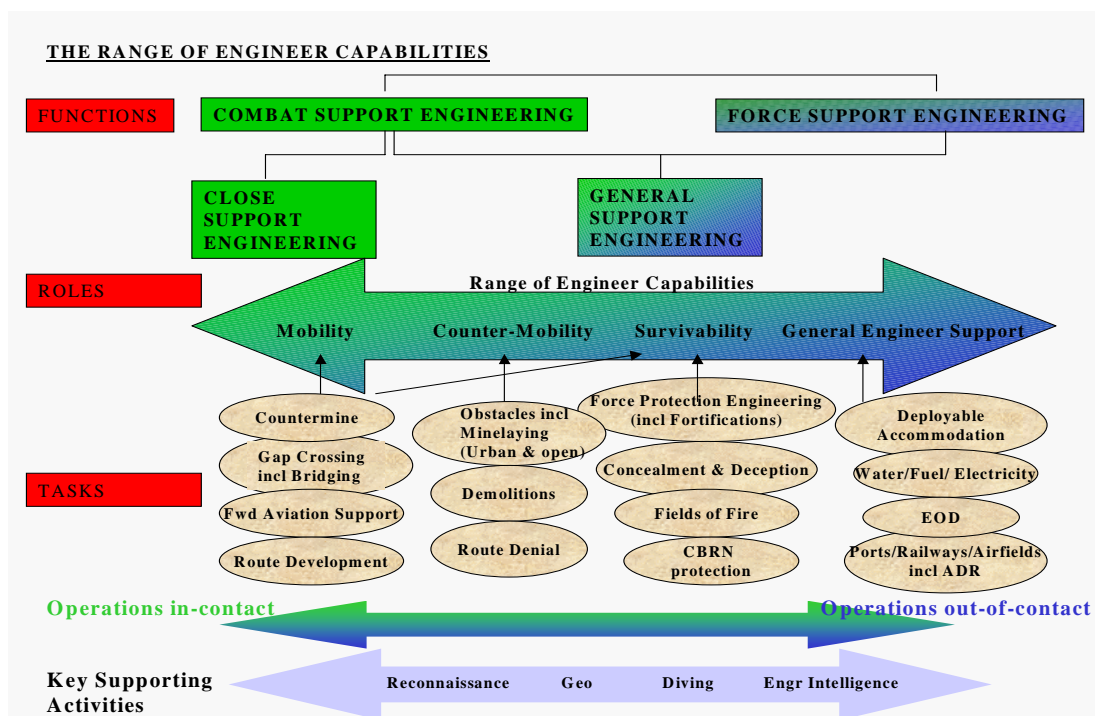 THE RANGE OF ENGINEER CAPABILITIES
FUNCTIONS
COMBAT SUPPORT ENGINEERING
FORCE SUPPORT ENGINEERING
CLOSE
SUPPORT
ENGINEERING
GENERAL
SUPPORT
ENGINEERING
ROLES
Range of Engineer Capabilities
Mobility
Counter-Mobility
Survivability
General Engineer Support
TASKS
Countermine
Gap Crossing
incl Bridging
Fwd Aviation Support
Route Development
Obstacles incl
Minelaying
(Urban & open)
Demolitions
Route Denial
Force Protection Engineering
(incl Fortifications)
Concealment & Deception
Fields of Fire
CBRN
protection
Deployable
Accommodation
Water/Fuel/ Electricity
EOD
Ports/Railways/Airfields
incl ADR
Operations in-contact
Operations out-of-contact
Key Supporting
Activities
Reconnaissance
Geo
Diving
Engr Intelligence